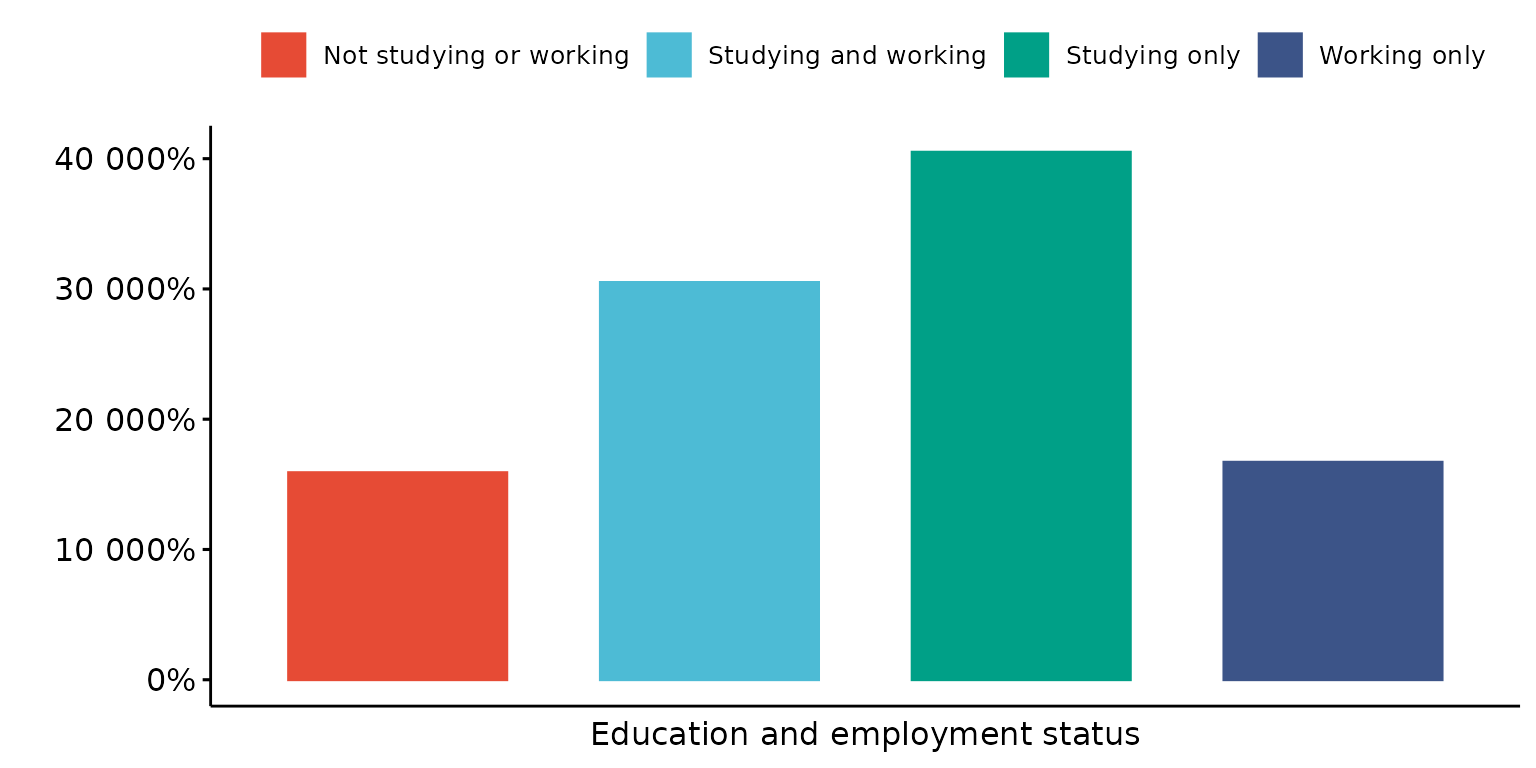 Not studying or working Studying and working Studying only Working only
40 000%
30 000%
20 000%
10 000%
0%
Education and employment status